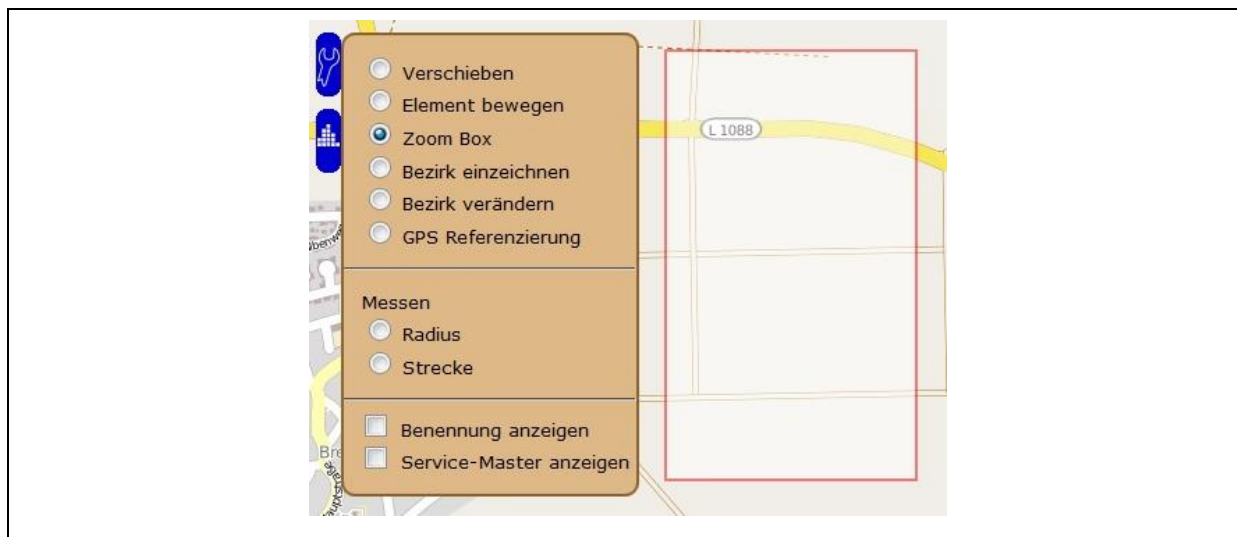 Verschieben
Element bewegen
Zoom Box
Bezirk einzeichnen
Bezirk verändern
GPS Referenzierung
Messen
Radius
Strecke
Benennung anzeigen
Service-Master anzeigen
L 1088